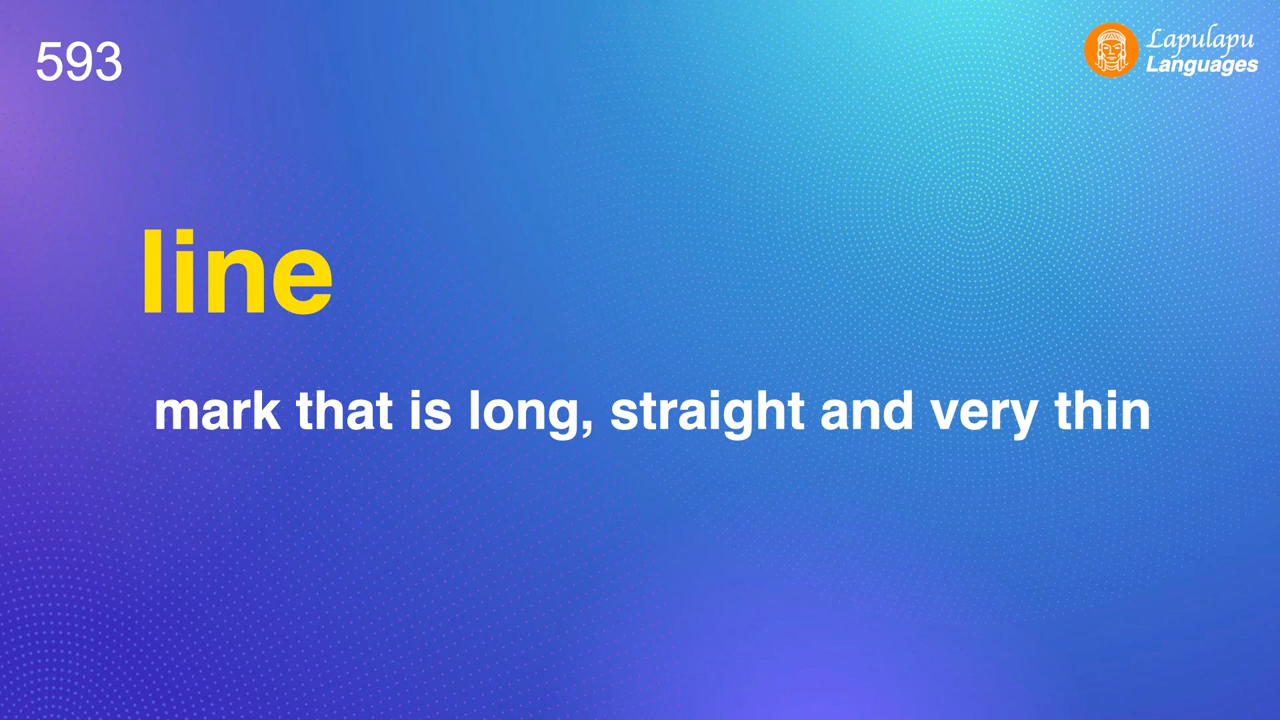 593
Lapulapu
Languages
line
mark that is long, straight and very thin